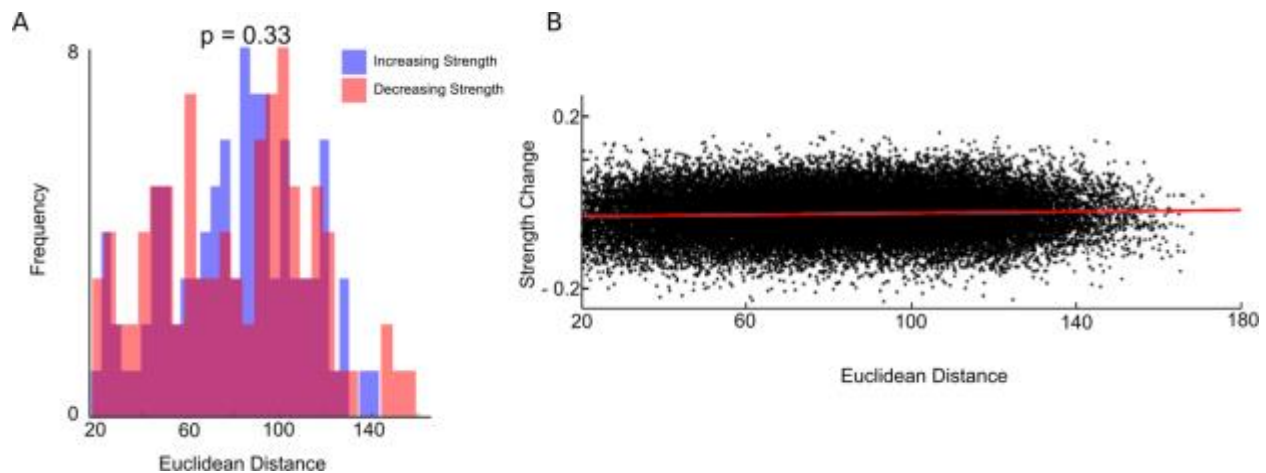 A
p = 0.33
8
Increasing Strength
Decreasing Strength
Frequency
0
20 60 100 140
Euclidean Distance
B
0.2
Strength Change
- 0.2
20 60 100 140 180
Euclidean Distance